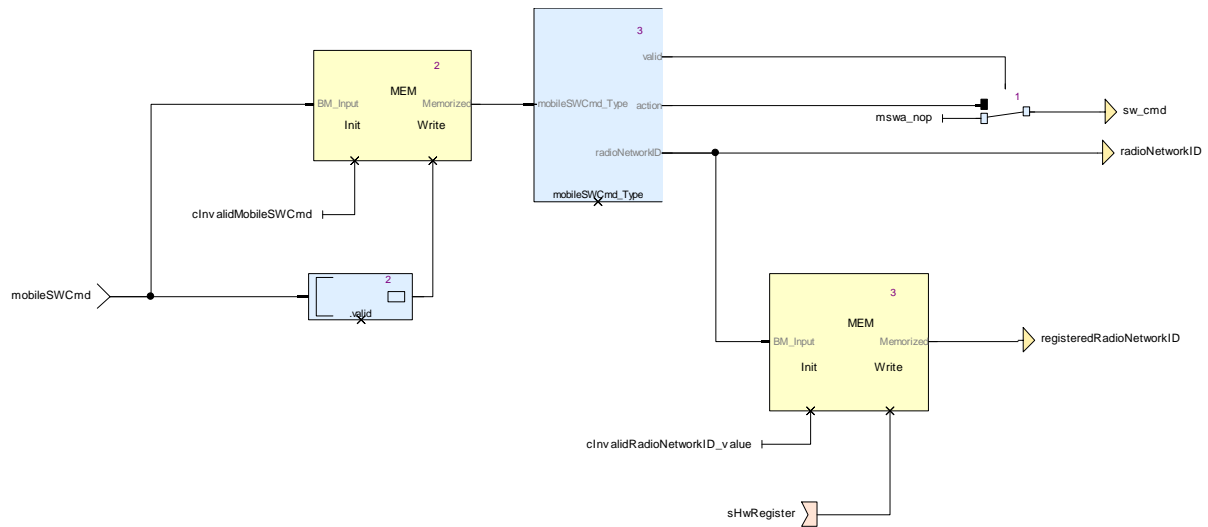 3
valid
2
MEM
BM_Input
Memorized
mobileSWCmd_Type
action
1
sw_cmd
Init
Write
mswa_nop
radioNetworkID
radioNetworkID
mobileSWCmd_Type
cInvalidMobileSWCmd
2
mobileSWCmd
.valid
3
MEM
BM_Input
Memorized
registeredRadioNetworkID
Init
Write
cInvalidRadioNetworkID_value
sHwRegister